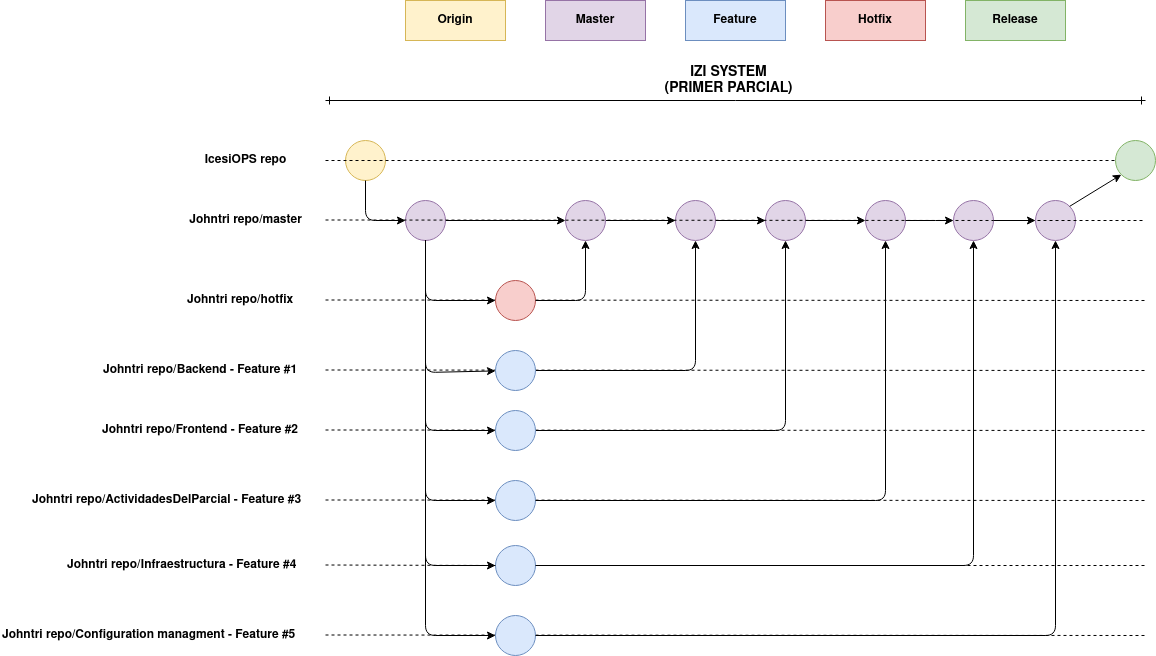 Origin
Master
Feature
Hotfix
Release
IZI SYSTEM
(PRIMER PARCIAL)
IcesiOPS repo
Johntri repo/master
Johntri repo/hotfix
Johntri repo/Backend - Feature #1
Johntri repo/Frontend - Feature #2
Johntri repo/ActividadesDelParcial - Feature #3
Johntri repo/Infraestructura - Feature #4
Johntri repo/Configuration managment - Feature #5